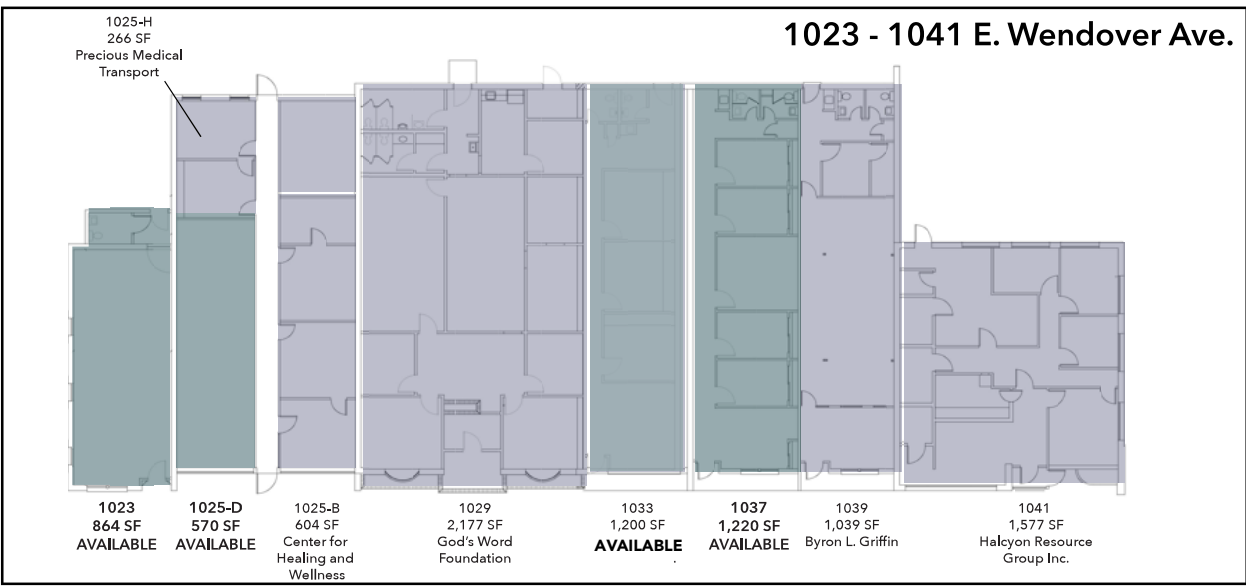 1025-H
266 SF
Precious Medical
Transport
1023 - 1041 E. Wendover Ave.
1023
864 SF
AVAILABLE
1025-D
570 SF
AVAILABLE
1025-B
604 SF
Center for
Healing and
Wellness
1029
2,177 SF
God's Word
Foundation
1033
1,200 SF
AVAILABLE
.
1037
1,220 SF
AVAILABLE
1039
1,039 SF
Byron L. Griffin
1041
1,577 SF
Halcyon Resource
Group Inc.